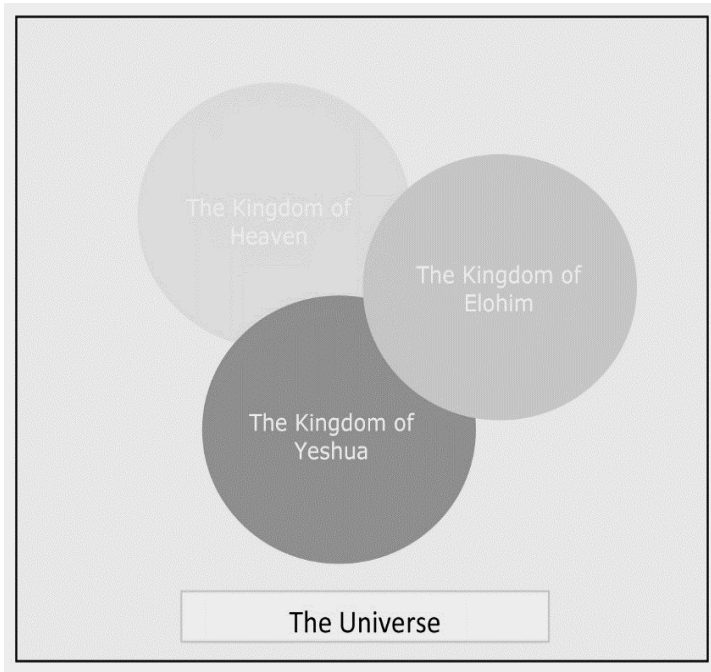 The Kingdom of
Heaven
The Kingdom of
Elohim
The Kingdom of
Yeshua
The Universe